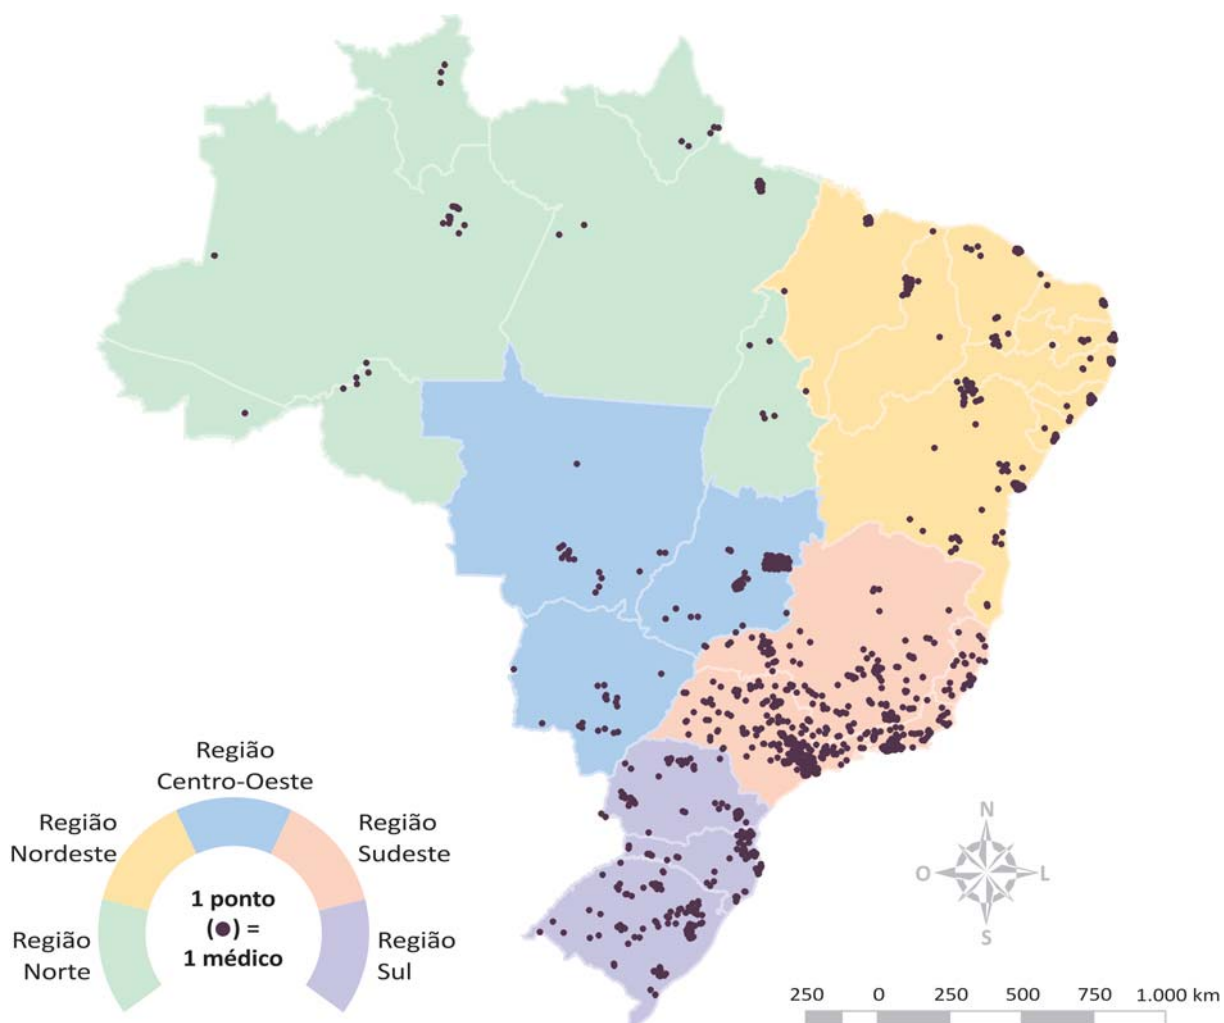 Região
Centro-Oeste
Região
Nordeste
Região
Sudeste
1 ponto
(●) =
1 médico
Região
Norte
Região
Sul
N
O
L
S
250 0 250 500 750 1.000 km